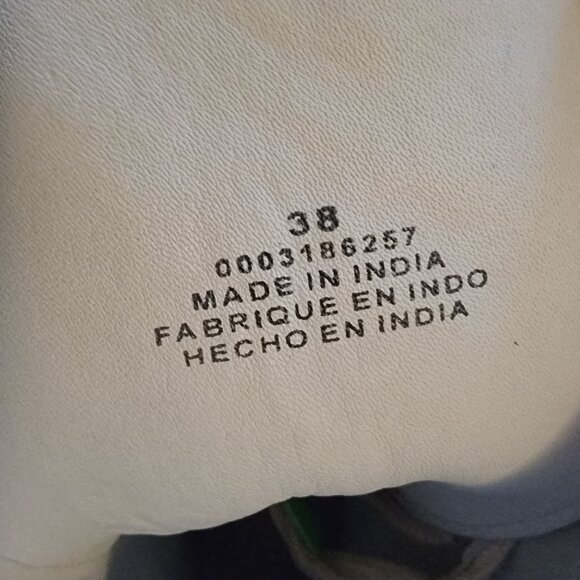 38
0003186257
MADE IN INDIA
FABRIQUE EN INDO
HECHO EN INDIA